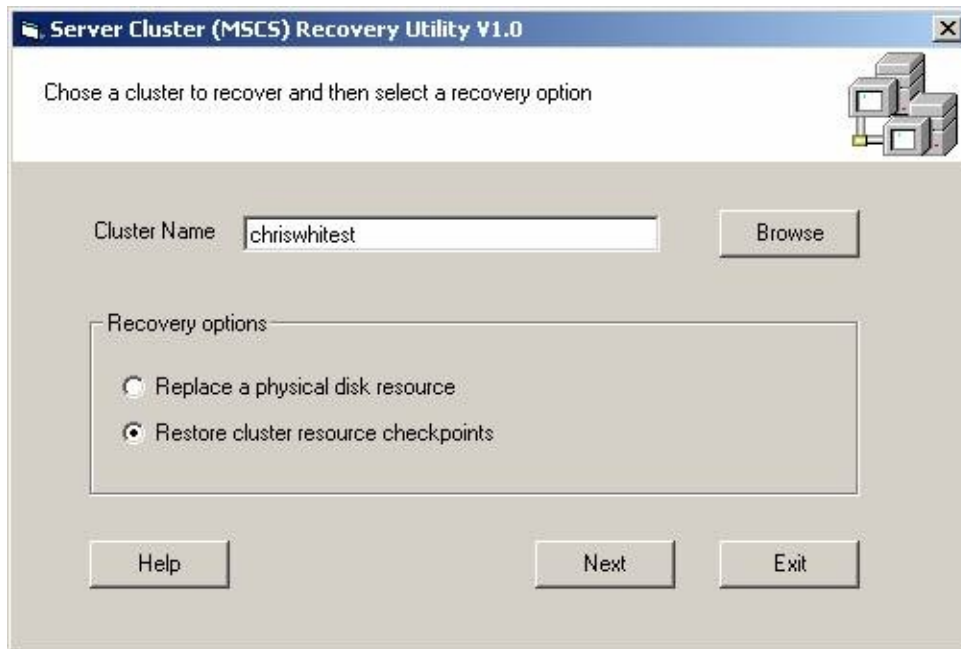 Server Cluster (MSCS) Recovery Utility V1.0
Chose a cluster to recover and then select a recovery option
Cluster Name
chriswhitest
Browse
Recovery options
Replace a physical disk resource
Restore cluster resource checkpoints
Help
Next
Exit